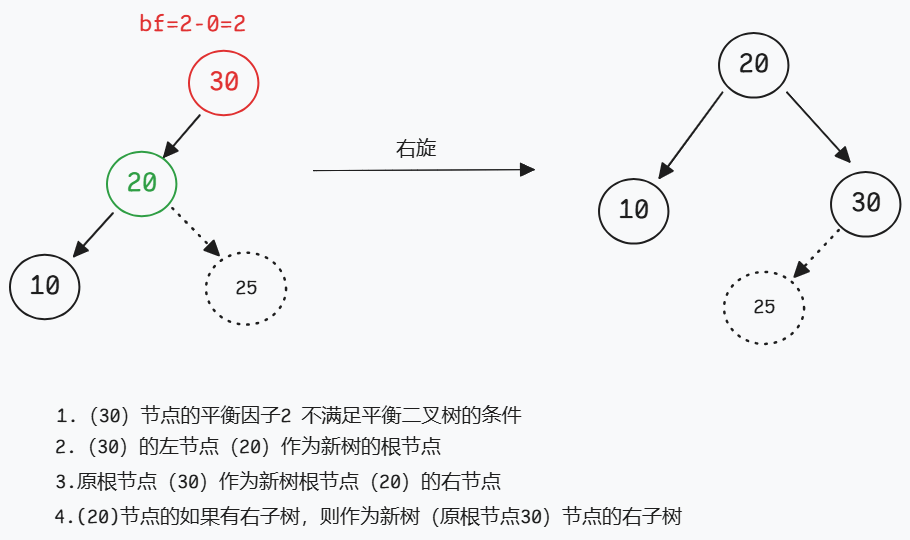 bf=2-0=2
30
20
10
25
右旋
20
10
30
25
1.（30）节点的平衡因子2 不满足平衡二叉树的条件
2.（30）的左节点（20）作为新树的根节点
3.原根节点（30）作为新树根节点（20）的右节点
4.(20)节点的如果有右子树，则作为新树（原根节点30）节点的右子树